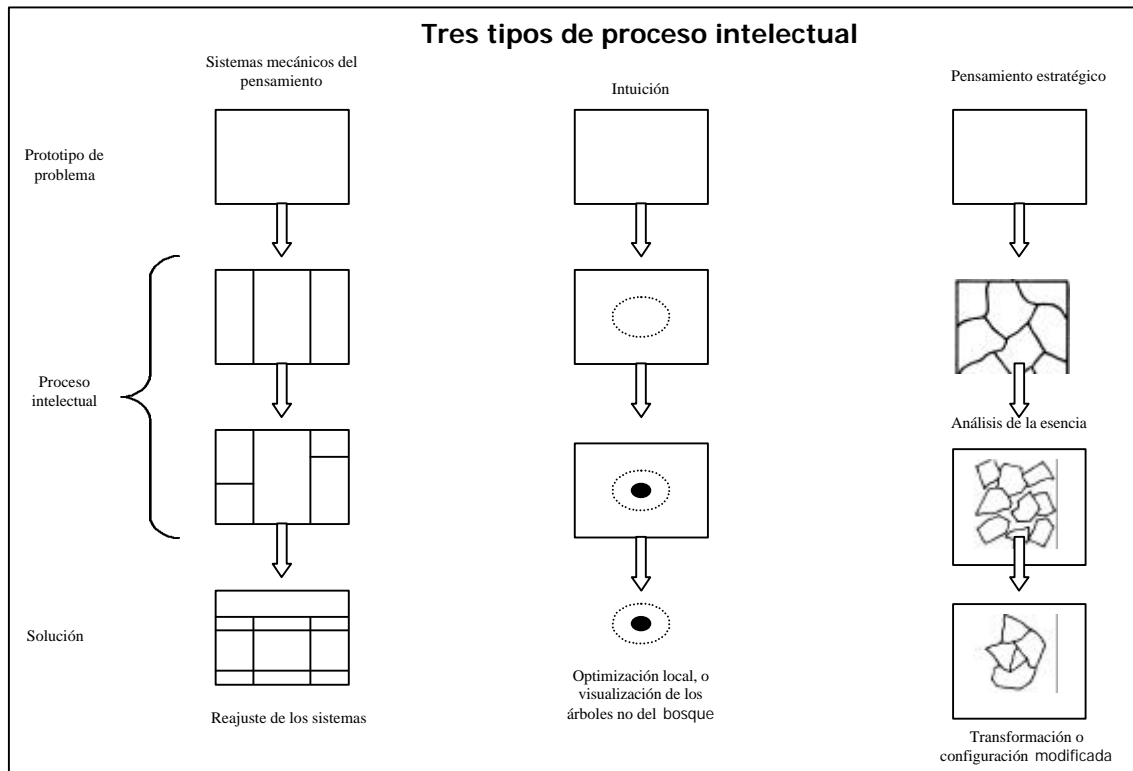 Tres tipos de proceso intelectual
Sistemas mecánicos del
pensamiento
Intuición
Pensamiento estratégico
Prototipo de
problema
Proceso
intelectual
Análisis de la esencia
Solución
Reajuste de los sistemas
Optimización local, o
visualización de los
árboles no del bosque
Transformación o
configuración modificada